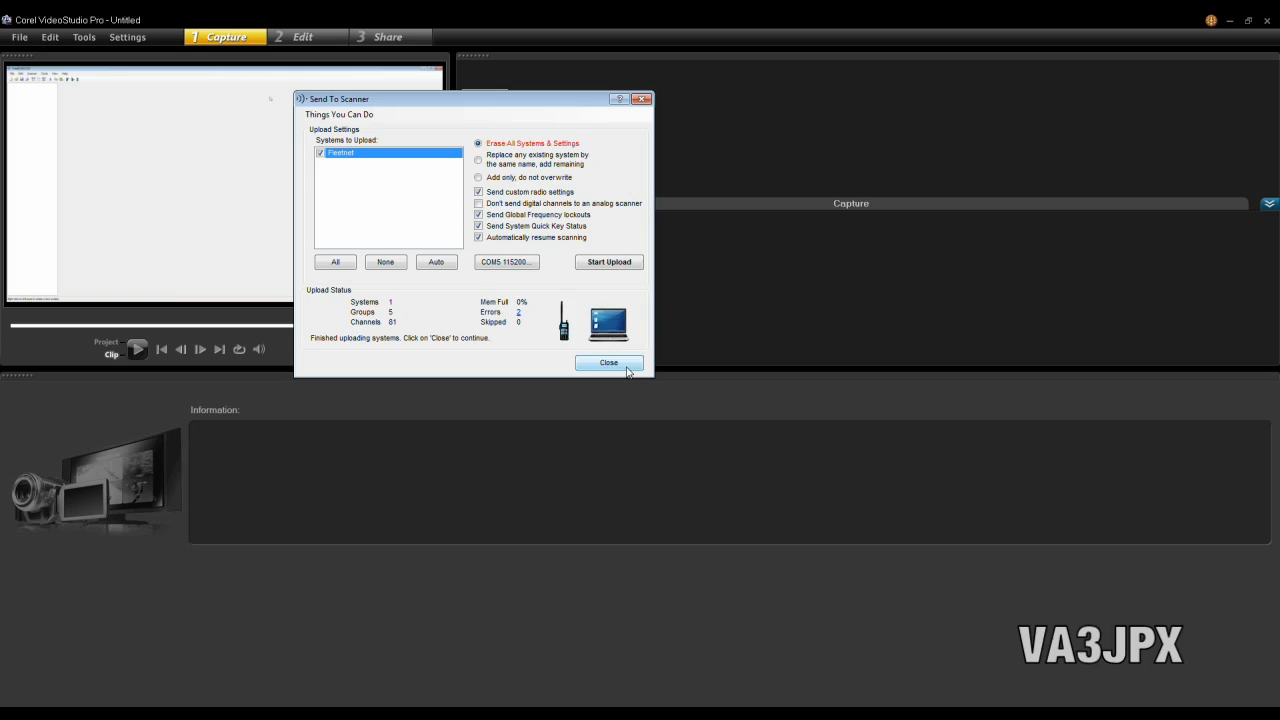 Corel VideoStudio Pro - Untitled
File Edit Tools Settings 1 Capture 2 Edit 3 Share
Send To Scanner
Things You Can Do
Upload Settings
Systems to Upload:
Fleetnet
Erase All Systems & Settings
Replace any existing system by
the same name, add remaining
Add only, do not overwrite
Send custom radio settings
Don't send digital channels to an analog scanner
Send Global Frequency lockouts
Send System Quick Key Status
Automatically resume scanning
All None Auto COM5 115200... Start Upload
Upload Status
Systems 1 Mem Full 0%
Groups 5 Errors 2
Channels 81 Skipped 0
Finished uploading systems. Click on 'Close' to continue.
Close
Capture
Project
Clip
Information:
VA3JPX